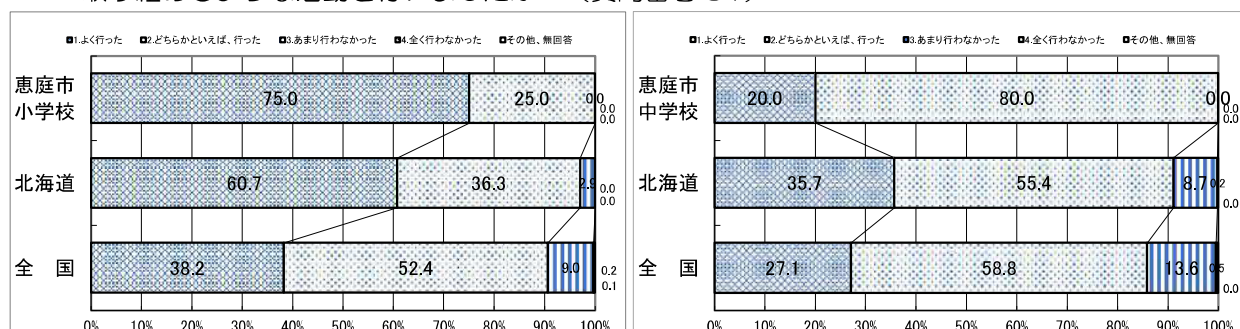 ■1.よく行った ■2.どちらかといえば、行った ■3.あまり行わなかった ■4.全く行わなかった ■その他、無回答
恵庭市
小学校
75.0 25.0 0.0 0.0 0.0
北海道
60.7 36.3 2.9 0.0 0.0
全 国
38.2 52.4 9.0 0.2 0.1
0% 10% 20% 30% 40% 50% 60% 70% 80% 90% 100%
■1.よく行った ■2.どちらかといえば、行った ■3.あまり行わなかった ■4.全く行わなかった ■その他、無回答
恵庭市
中学校
20.0 80.0 0.0 0.0 0.0
北海道
35.7 55.4 8.7 0.2 0.0
全 国
27.1 58.8 13.6 0.5 0.0
0% 10% 20% 30% 40% 50% 60% 70% 80% 90% 100%